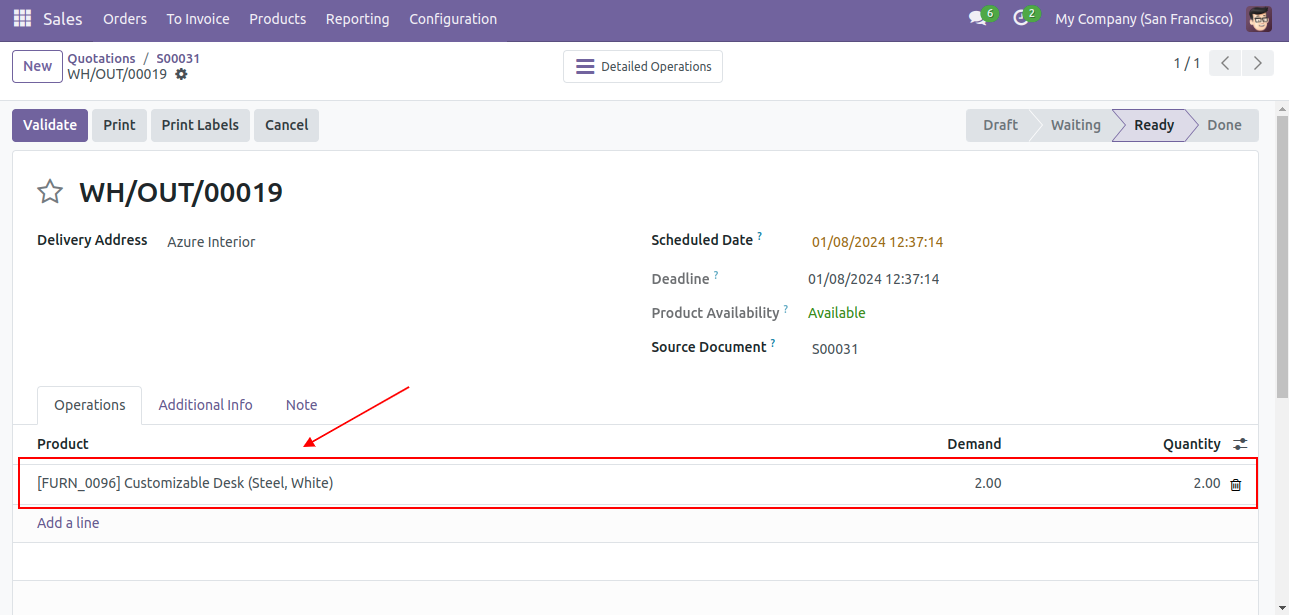 Sales Orders To Invoice Products Reporting Configuration 6 2 My Company (San Francisco)
New Quotations / S00031 Detailed Operations 1 / 1
WH/OUT/00019
Validate Print Print Labels Cancel Draft Waiting Ready Done
WH/OUT/00019
Delivery Address Azure Interior Scheduled Date ? 01/08/2024 12:37:14
Deadline ? 01/08/2024 12:37:14
Product Availability ? Available
Source Document ? S00031
Operations Additional Info Note
Product Demand Quantity
[FURN_0096] Customizable Desk (Steel, White) 2.00 2.00
Add a line